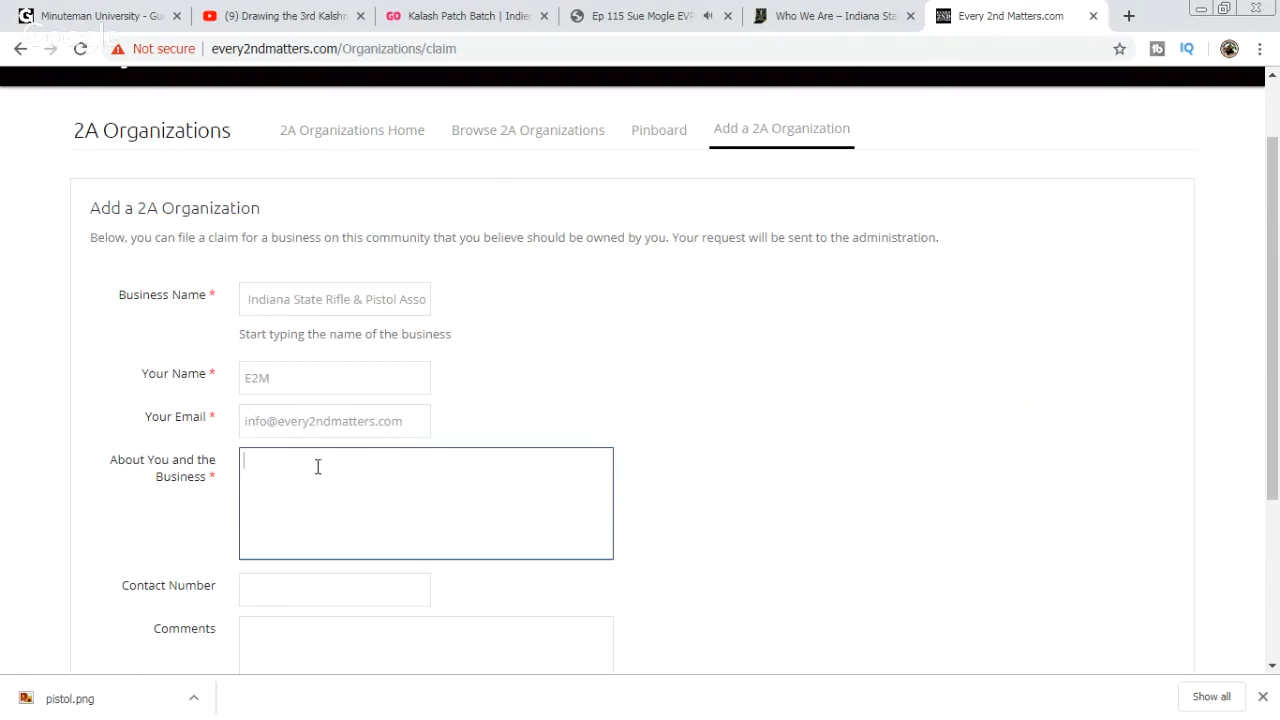 Minuteman University - Gu
(9) Drawing the 3rd Kalshn
Kalash Path Batch | Indie
Ep 115 Sue Mogle EVF
Who We Are – Indiana Sta
Every 2nd Matters.com
Not secure
every2ndmatters.com/Organizations/claim
2A Organizations
2A Organizations Home
Browse 2A Organizations
Pinboard
Add a 2A Organization
Add a 2A Organization
Below, you can file a claim for a business on this community that you believe should be owned by you. Your request will be sent to the administration.
Business Name *
Indiana State Rifle & Pistol Asso
Start typing the name of the business
Your Name *
E2M
Your Email *
info@every2ndmatters.com
About You and the
Business *
Contact Number
Comments
pistol.png
Show all